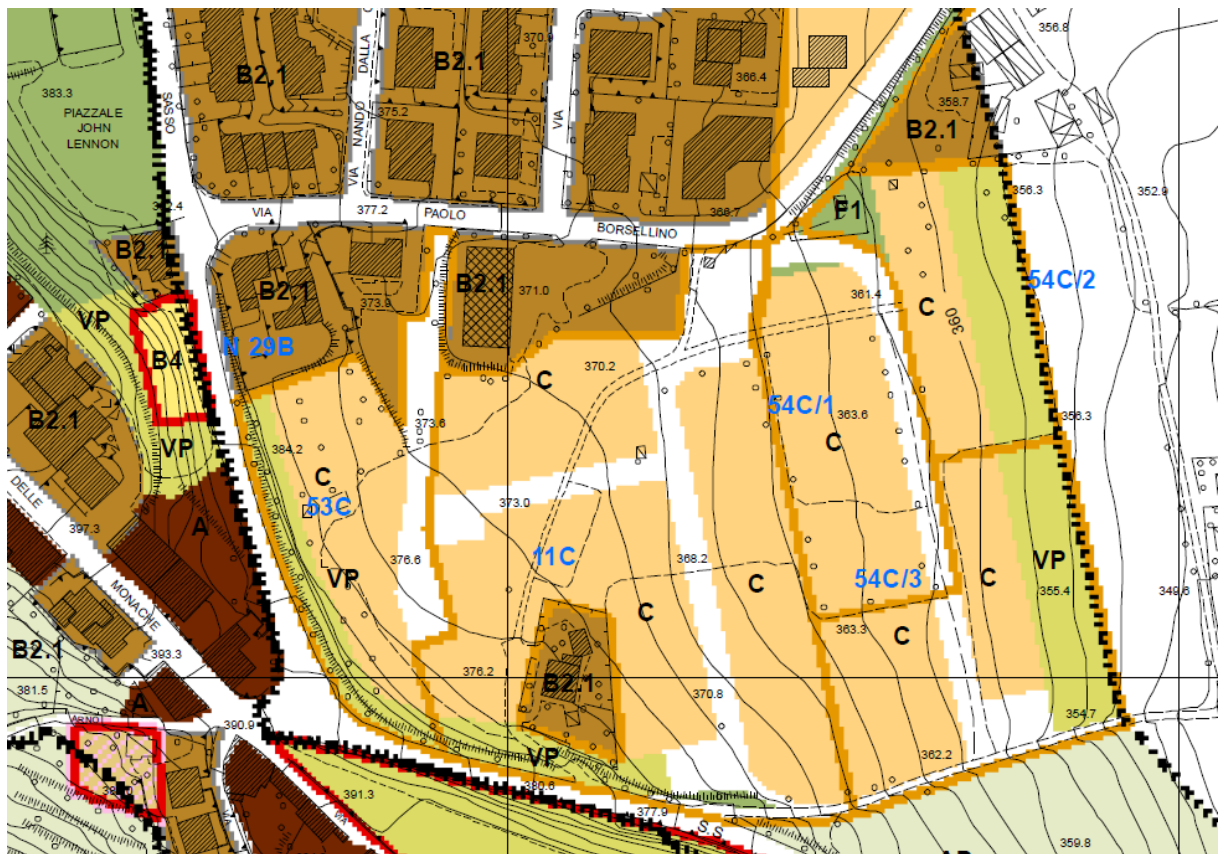 B2.1
DALLA
NANDO
VIA
B2.1
370.9
366.4
VIA
356.8
358.7
B2.1
383.3
PIAZZALE
JOHN
LENNON
SASSO
375.2
352.9
356.3
VIA
377.2
PAOLO
BORSELLINO
366.7
F1
B2.1
B2.1
373.9
B2.1
371.0
361.4
54C/2
C
360
VP
B4
N 29B
C
370.2
B2.1
VP
384.2
373.6
54C/1
363.6
C
356.3
C
53C
373.0
DELLE
397.3
A
376.6
11C
368.2
VP
C
54C/3
C
VP
355.4
349.6
MONACHE
C
363.3
C
B2.1
393.3
376.2
B2.1
381.5
A
370.8
354.7
ARNO
390.9
362.2
VP
380.6
391.3
VIA
377.9
S.S.
359.8